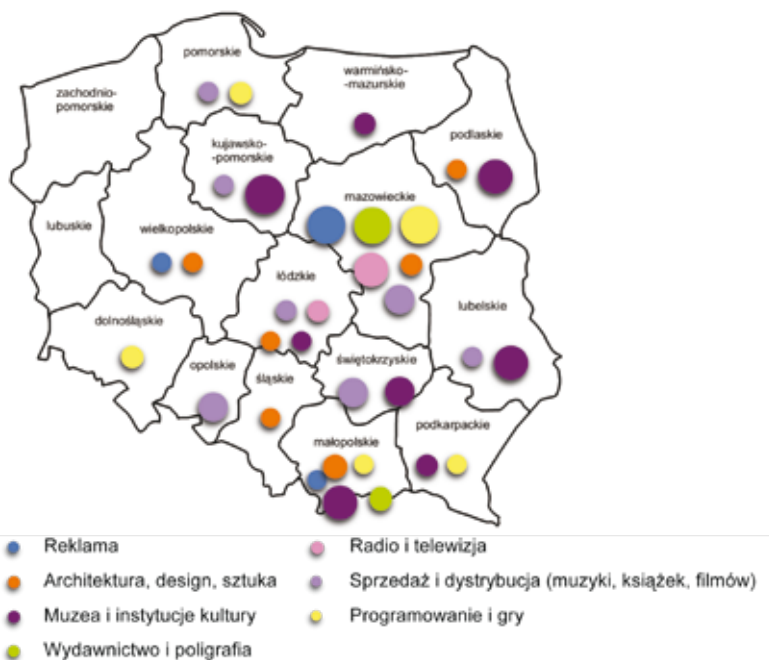 pomorskie
warmińsko-
-mazurskie
zachodnio-
pomorskie
podlaskie
kujawsko-
-pomorskie
mazowieckie
lubuskie
wielkopolskie
łódzkie
lubelskie
dolnośląskie
opolskie
śląskie
świętokrzyskie
małopolskie
podkarpackie
Reklama
Radio i telewizja
Architektura, design, sztuka
Sprzedaż i dystrybucja (muzyki, książek, filmów)
Muzea i instytucje kultury
Programowanie i gry
Wydawnictwo i poligrafia